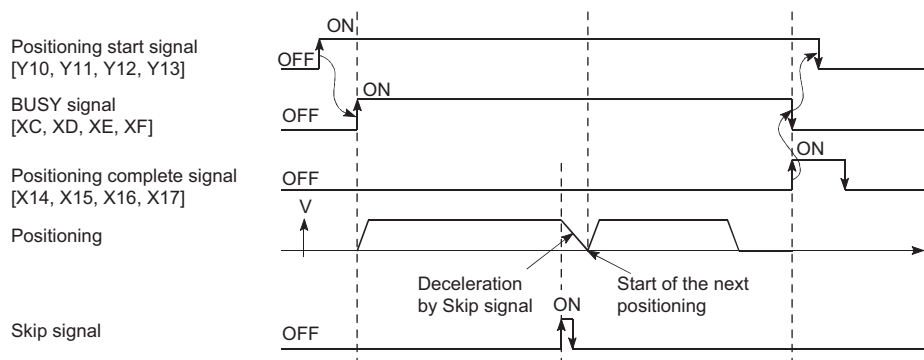 ON
Positioning start signal
[Y10, Y11, Y12, Y13]
OFF
BUSY signal
[XC, XD, XE, XF]
ON
OFF
Positioning complete signal
[X14, X15, X16, X17]
OFF
ON
V
Positioning
Deceleration
by Skip signal
Start of the next
positioning
ON
Skip signal
OFF